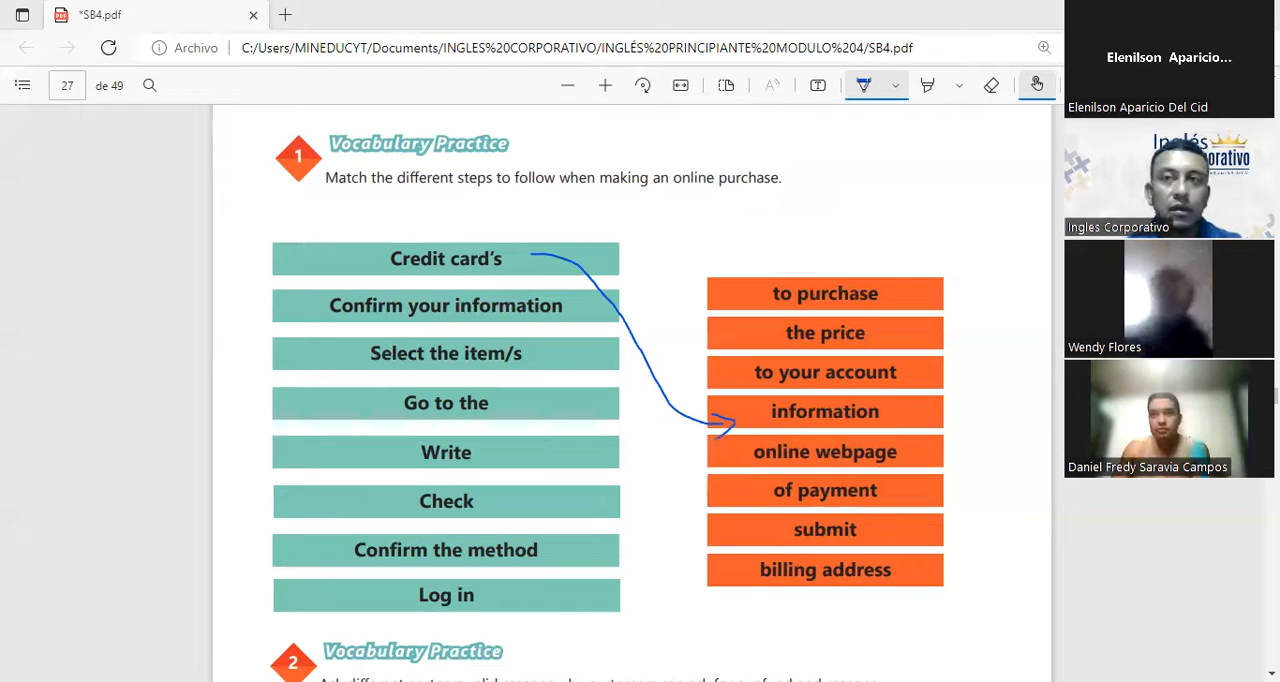 *SB4.pdf
Archivo
C:/Users/MINEDUCYT/Documents/INGLES%20CORPORATIVO/INGLÉS%20PRINCIPIANTE%20MODULO%204/SB4.pdf
27 de 49
1
Vocabulary Practice
Match the different steps to follow when making an online purchase.
Credit card's
Confirm your information
Select the item/s
Go to the
Write
Check
Confirm the method
Log in
to purchase
the price
to your account
information
online webpage
of payment
submit
billing address
2
Vocabulary Practice
Elenilson Aparicio...
Elenilson Aparicio Del Cid
Inglés
orativo
Ingles Corporativo
Wendy Flores
Daniel Fredy Saravia Campos